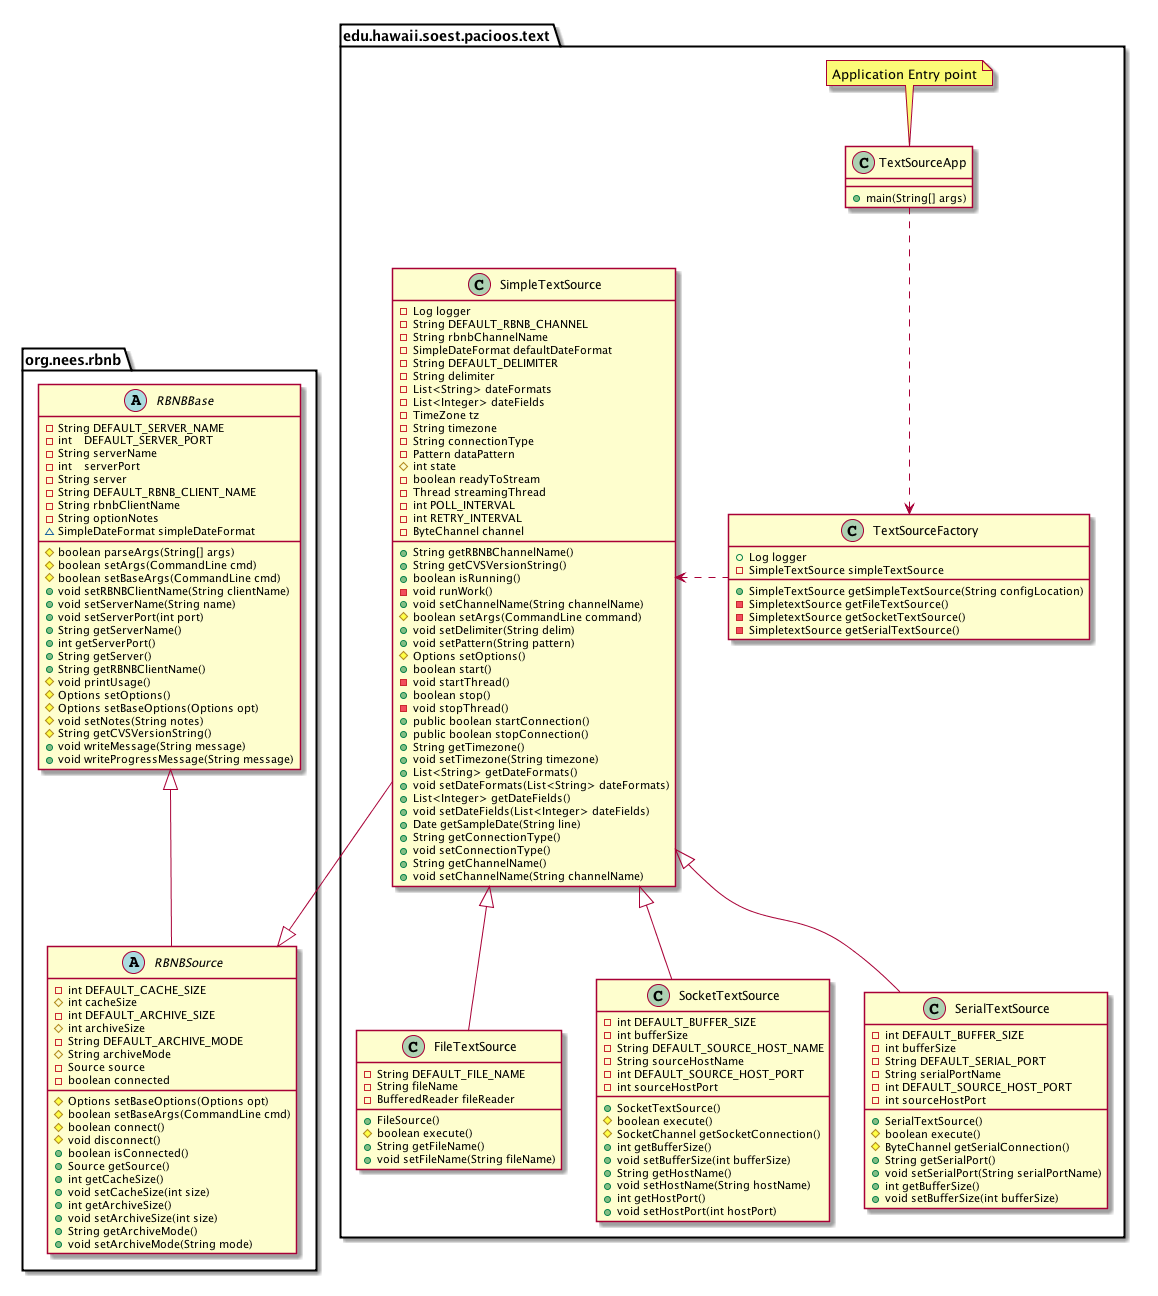 edu.hawaii.soest.pacioos.text
Application Entry point
C TextSourceApp
main(String[] args)
C SimpleTextSource
Log logger
String DEFAULT_RBNB_CHANNEL
String rbnbChannelName
SimpleDateFormat defaultDateFormat
String DEFAULT_DELIMITER
String delimiter
List<String> dateFormats
List<Integer> dateFields
TimeZone tz
String timezone
String connectionType
Pattern dataPattern
int state
boolean readyToStream
Thread streamingThread
int POLL_INTERVAL
int RETRY_INTERVAL
ByteChannel channel
String getRBNBChannelName()
String getCVSVersionString()
boolean isRunning()
void runWork()
void setChannelName(String channelName)
boolean setArgs(CommandLine command)
void setDelimiter(String delim)
void setPattern(String pattern)
Options setOptions()
boolean start()
void startThread()
boolean stop()
void stopThread()
public boolean startConnection()
public boolean stopConnection()
String getTimezone()
void setTimezone(String timezone)
List<String> getDateFormats()
void setDateFormats(List<String> dateFormats)
List<Integer> getDateFields()
void setDateFields(List<Integer> dateFields)
Date getSampleDate(String line)
String getConnectionType()
void setConnectionType()
String getChannelName()
void setChannelName(String channelName)
C TextSourceFactory
Log logger
SimpleTextSource simpleTextSource
SimpleTextSource getSimpleTextSource(String configLocation)
SimpletextSource getFileTextSource()
SimpletextSource getSocketTextSource()
SimpletextSource getSerialTextSource()
org.nees.rbnb
A RBNBBase
String DEFAULT_SERVER_NAME
int DEFAULT_SERVER_PORT
String serverName
int serverPort
String server
String DEFAULT_RBNB_CLIENT_NAME
String rbnbClientName
String optionNotes
SimpleDateFormat simpleDateFormat
boolean parseArgs(String[] args)
boolean setArgs(CommandLine cmd)
boolean setBaseArgs(CommandLine cmd)
void setRBNBClientName(String clientName)
void setServerName(String name)
void setServerPort(int port)
String getServerName()
int getServerPort()
String getServer()
String getRBNBClientName()
void printUsage()
Options setOptions()
Options setBaseOptions(Options opt)
void setNotes(String notes)
String getCVSVersionString()
void writeMessage(String message)
void writeProgressMessage(String message)
A RBNBSource
int DEFAULT_CACHE_SIZE
int cacheSize
int DEFAULT_ARCHIVE_SIZE
int archiveSize
String DEFAULT_ARCHIVE_MODE
String archiveMode
Source source
boolean connected
Options setBaseOptions(Options opt)
boolean setBaseArgs(CommandLine cmd)
boolean connect()
void disconnect()
boolean isConnected()
Source getSource()
int getCacheSize()
void setCacheSize(int size)
int getArchiveSize()
void setArchiveSize(int size)
String getArchiveMode()
void setArchiveMode(String mode)
C FileTextSource
String DEFAULT_FILE_NAME
String fileName
BufferedReader fileReader
FileSource()
boolean execute()
String getFileName()
void setFileName(String fileName)
C SocketTextSource
int DEFAULT_BUFFER_SIZE
int bufferSize
String DEFAULT_SOURCE_HOST_NAME
String sourceHostName
int DEFAULT_SOURCE_HOST_PORT
int sourceHostPort
SocketTextSource()
boolean execute()
SocketChannel getSocketConnection()
int getBufferSize()
void setBufferSize(int bufferSize)
String getHostName()
void setHostName(String hostName)
int getHostPort()
void setHostPort(int hostPort)
C SerialTextSource
int DEFAULT_BUFFER_SIZE
int bufferSize
String DEFAULT_SERIAL_PORT
String serialPortName
int DEFAULT_SOURCE_HOST_PORT
int sourceHostPort
SerialTextSource()
boolean execute()
ByteChannel getSerialConnection()
String getSerialPort()
void setSerialPort(String serialPortName)
int getBufferSize()
void setBufferSize(int bufferSize)